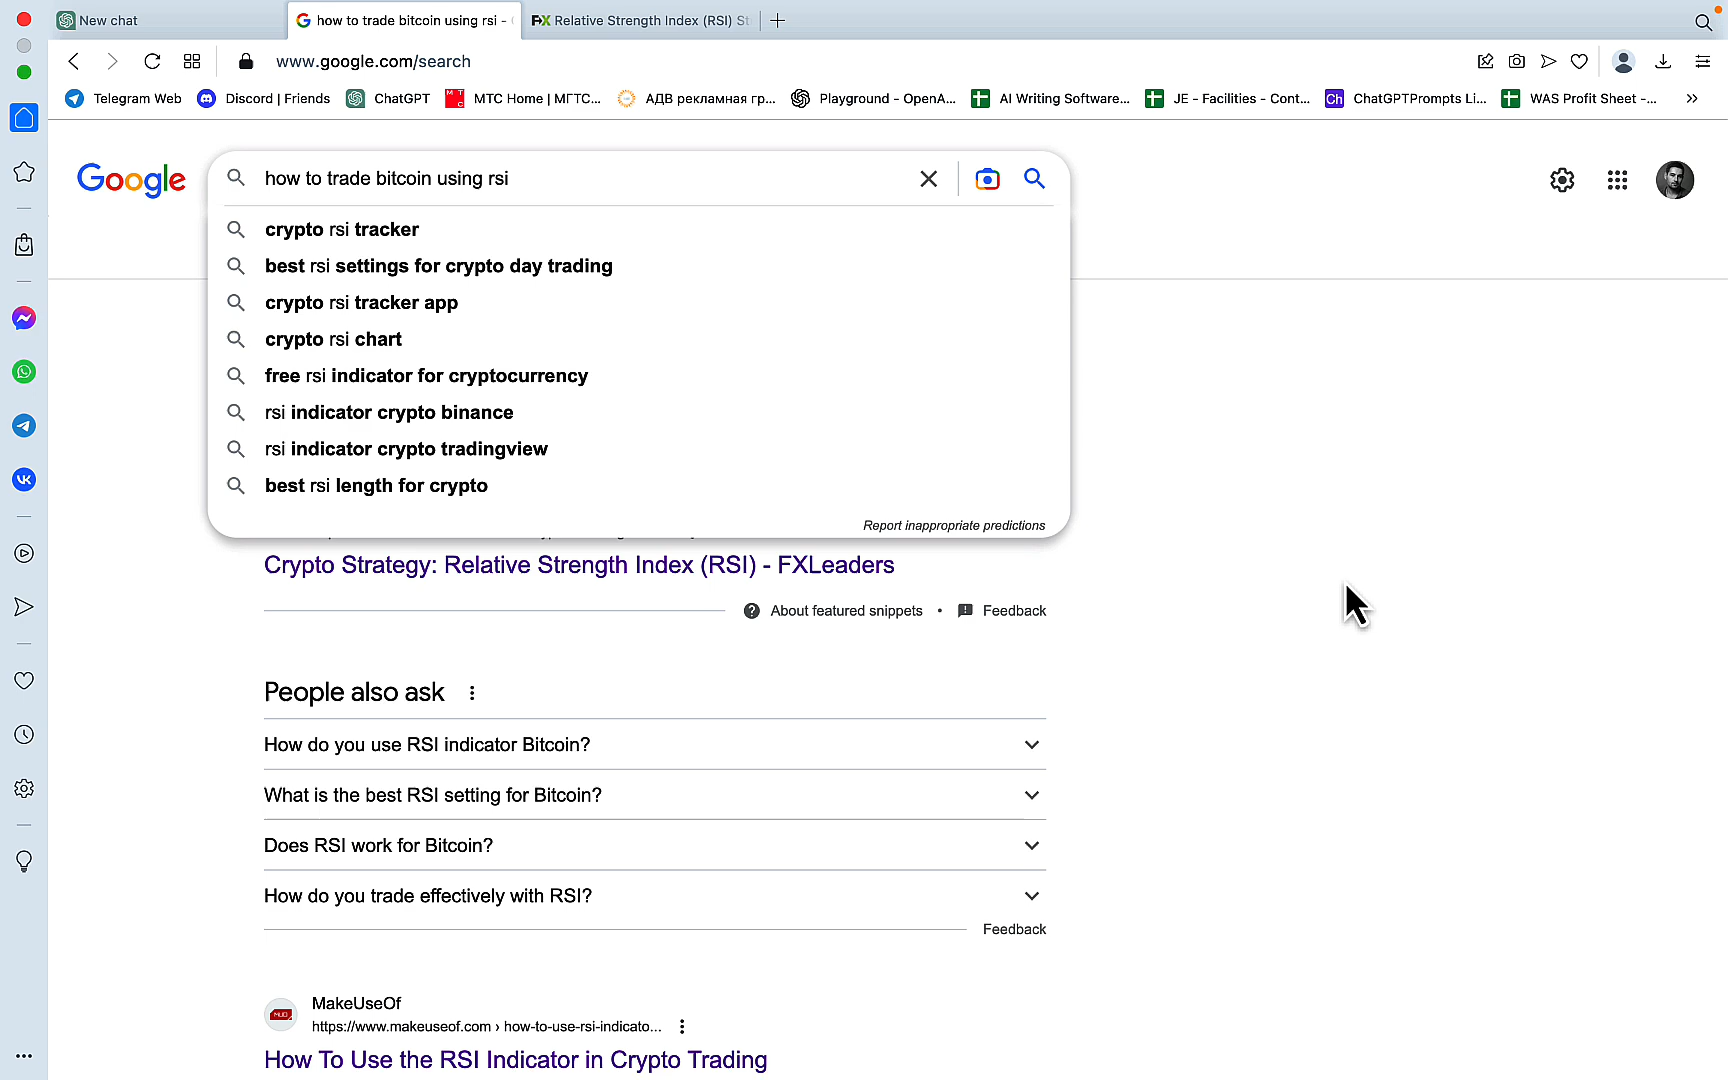 New chat
how to trade bitcoin using rsi -
FX Relative Strength Index (RSI) St
www.google.com/search
Telegram Web
Discord | Friends
ChatGPT
МТС Home | МГТС...
АДВ рекламная гр...
Playground - OpenA...
AI Writing Software...
JE - Facilities - Cont...
Ch ChatGPTPrompts Li...
WAS Profit Sheet -...
Google
how to trade bitcoin using rsi
crypto rsi tracker
best rsi settings for crypto day trading
crypto rsi tracker app
crypto rsi chart
free rsi indicator for cryptocurrency
rsi indicator crypto binance
rsi indicator crypto tradingview
best rsi length for crypto
Report inappropriate predictions
Crypto Strategy: Relative Strength Index (RSI) - FXLeaders
About featured snippets • Feedback
People also ask
How do you use RSI indicator Bitcoin?
What is the best RSI setting for Bitcoin?
Does RSI work for Bitcoin?
How do you trade effectively with RSI?
Feedback
MUO
MakeUseOf
https://www.makeuseof.com › how-to-use-rsi-indicato...
How To Use the RSI Indicator in Crypto Trading